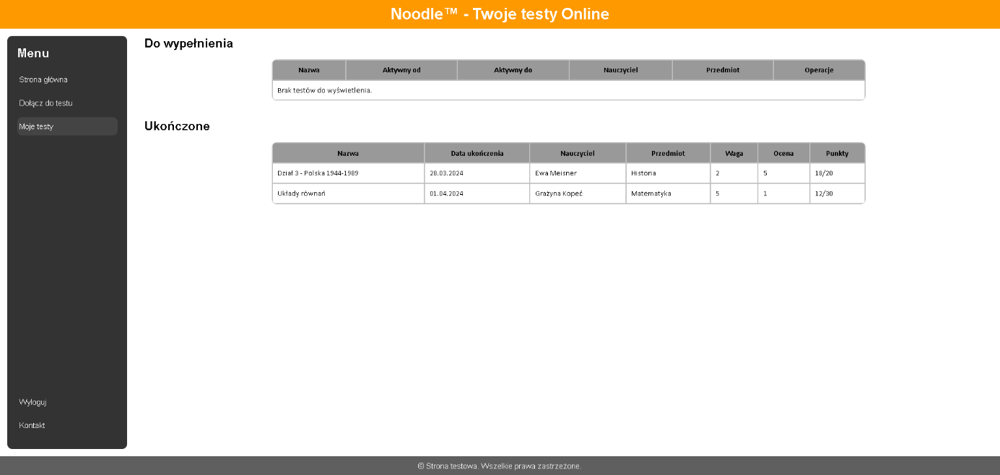 Noodle™ - Twoje testy Online
Menu
Strona główna
Dołącz do testu
Moje testy
Wyloguj
Kontakt
Do wypełnienia
Nazwa Aktywny od Aktywny do Nauczyciel Przedmiot Operacje
Brak testów do wyświetlenia.
Ukończone
Nazwa Data ukończenia Nauczyciel Przedmiot Waga Ocena Punkty
Dział 3 - Polska 1944-1989 28.03.2024 Ewa Meisner Historia 2 5 18/20
Układy równań 01.04.2024 Grażyna Kopeć Matematyka 5 1 12/30
© Strona testowa. Wszelkie prawa zastrzeżone.